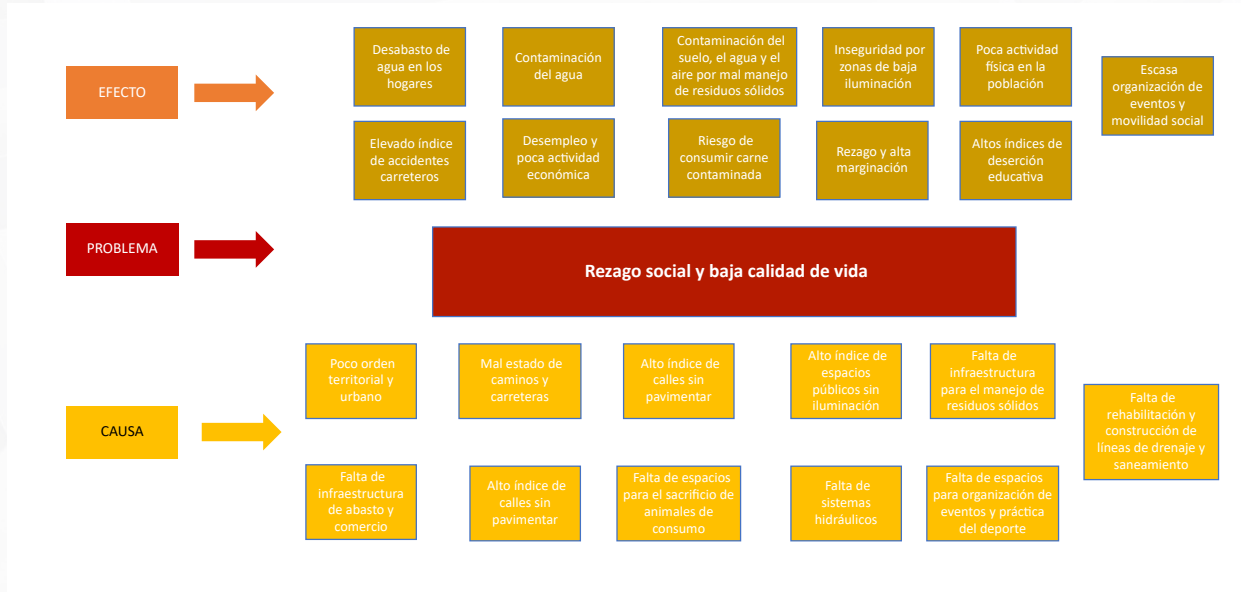 EFECTO
Desabasto de
agua en los
hogares
Contaminación
del agua
Contaminación del
suelo, el agua y el
aire por mal manejo
de residuos sólidos
Inseguridad por
zonas de baja
iluminación
Poca actividad
física en la
población
Escasa
organización de
eventos y
movilidad social
Elevado índice
de accidentes
carreteros
Desempleo y
poca actividad
económica
Riesgo de
consumir carne
contaminada
Rezago y alta
marginación
Altos índices de
deserción
educativa
PROBLEMA
Rezago social y baja calidad de vida
CAUSA
Poco orden
territorial y
urbano
Mal estado de
caminos y
carreteras
Alto índice de
calles sin
pavimentar
Alto índice de
espacios
públicos sin
iluminación
Falta de
infraestructura
para el manejo de
residuos sólidos
Falta de
rehabilitación y
construcción de
líneas de drenaje y
saneamiento
Falta de
infraestructura
de abasto y
comercio
Alto índice de
calles sin
pavimentar
Falta de espacios
para el sacrificio de
animales de
consumo
Falta de
sistemas
hidráulicos
Falta de espacios
para organización de
eventos y práctica
del deporte